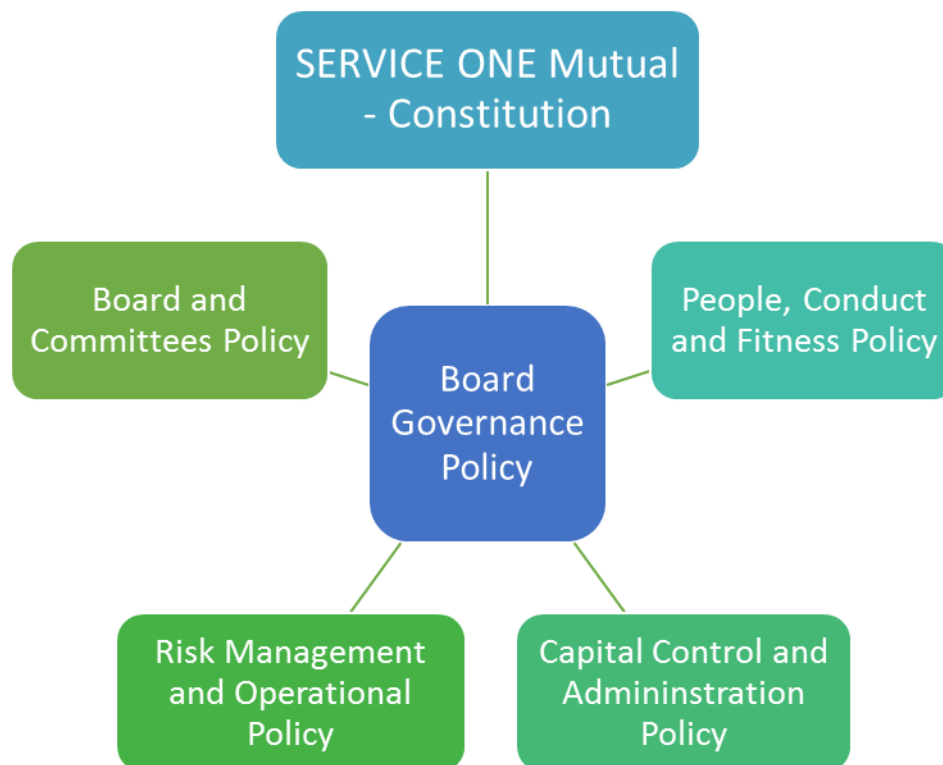 SERVICE ONE Mutual
- Constitution
Board and
Committees Policy
People, Conduct
and Fitness Policy
Board
Governance
Policy
Risk Management
and Operational
Policy
Capital Control and
Admininstration
Policy